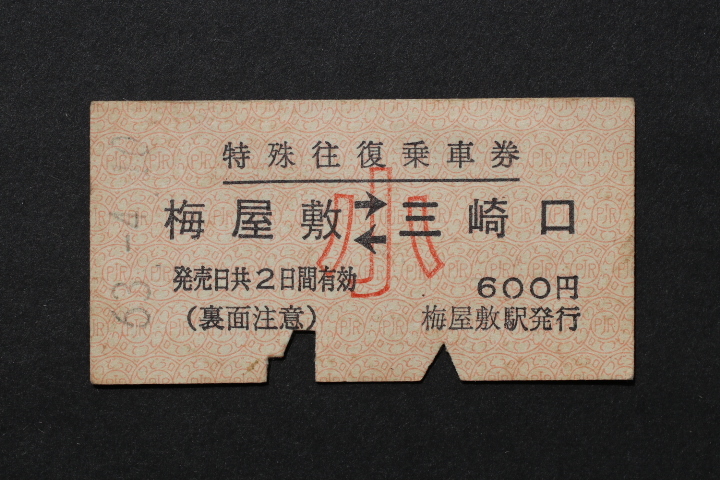 特殊往復乗車券
梅屋敷⇄三崎口
小
発売日共2日間有効
600円
(裏面注意)
梅屋敷駅発行